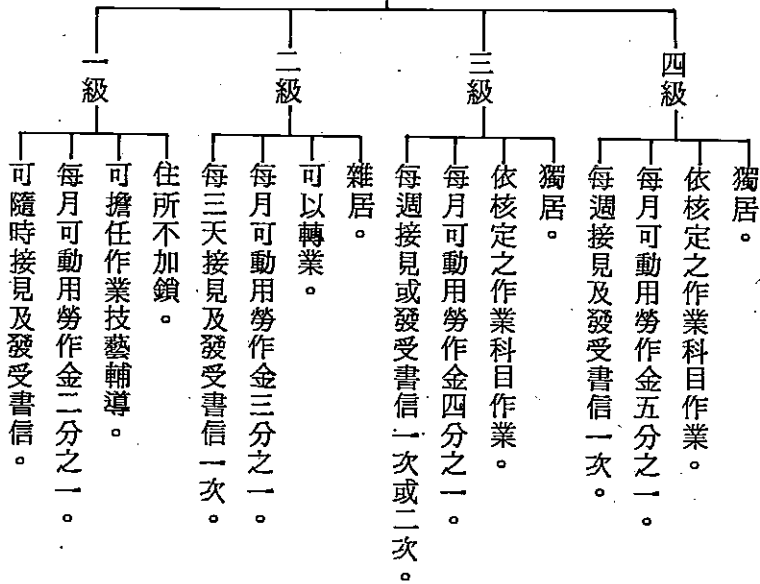 四級
獨居。
依核定之作業科目作業。
每月可動用勞作金五分之一。
每週接見及發受書信一次。
三級
獨居。
依核定之作業科目作業。
每月可動用勞作金四分之一。
每週接見或發受書信一次或二次。
二級
雜居。
可以轉業。
每月可動用勞作金三分之一。
每三天接見及發受書信一次。
一級
住所不加鎖。
可擔任作業技藝輔導。
每月可動用勞作金二分之一。
可隨時接見及發受書信。